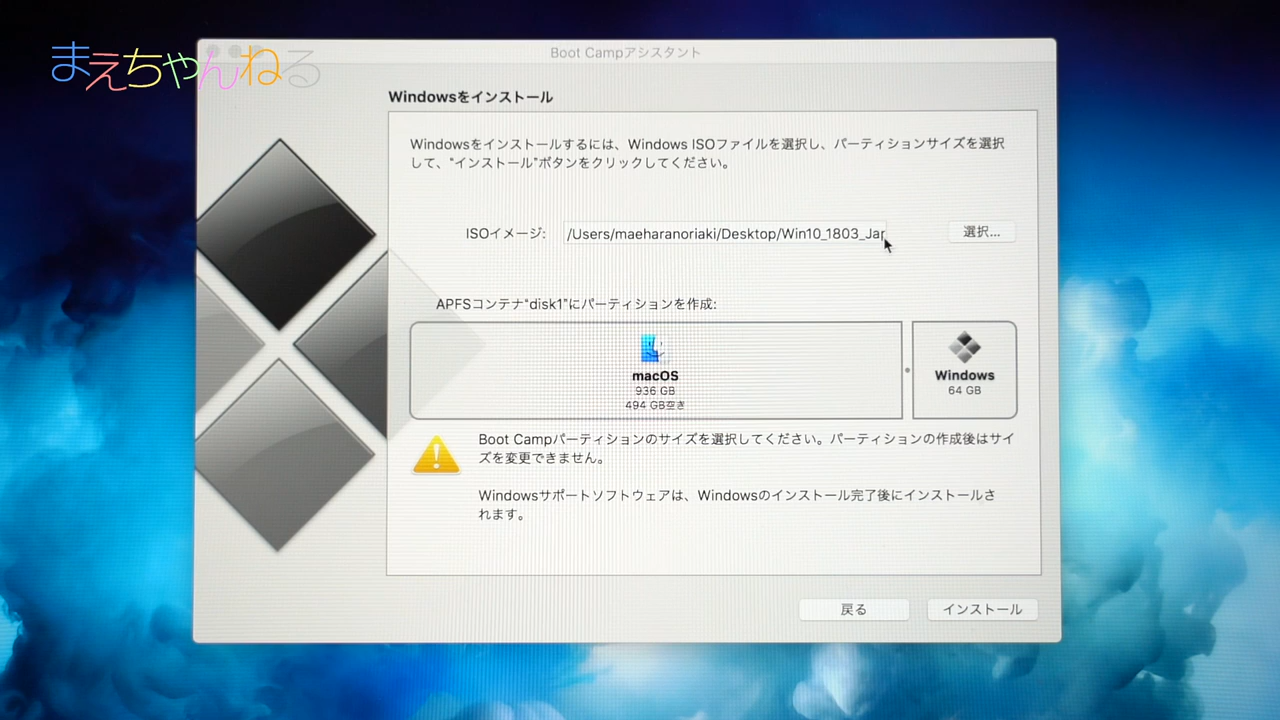 まえちゃんねる
Boot Campアシスタント
Windowsをインストール
Windowsをインストールするには、Windows ISOファイルを選択し、パーティションサイズを選択
して、“インストール”ボタンをクリックしてください。
ISOイメージ: /Users/maeharanoriaki/Desktop/Win10_1803_Jap 選択...
APFSコンテナ“disk1”にパーティションを作成:
macOS
936 GB
494 GB空き
Windows
64 GB
Boot Campパーティションのサイズを選択してください。パーティションの作成後はサイ
ズを変更できません。
Windowsサポートソフトウェアは、Windowsのインストール完了後にインストールさ
れます。
戻る インストール